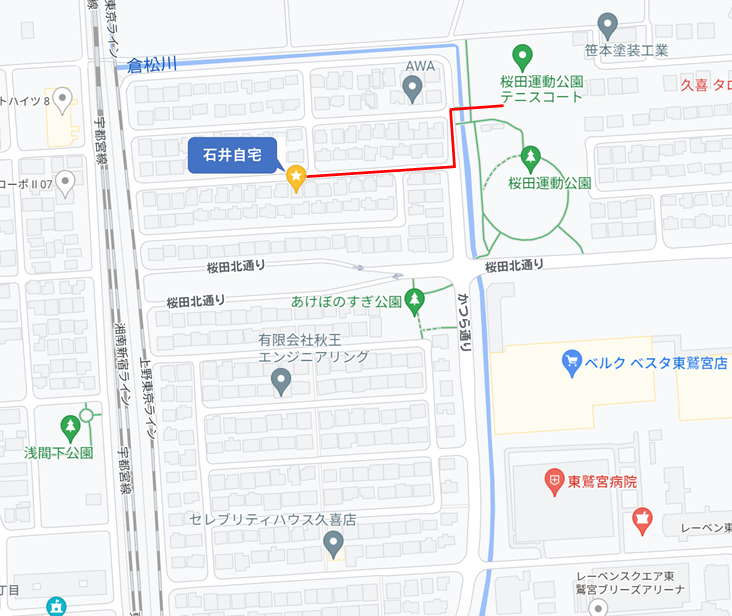 東京ライン
倉松川
AWA
笹本塗装工業
桜田運動公園
テニスコート
久喜 タロ
トハイツ 8
宇都宮線
石井自宅
コーポ II 07
桜田運動公園
桜田北通り
桜田北通り
桜田北通り
あけぼのすぎ公園
かつら通り
湘南新宿ライン
上野東京ライン
有限会社秋王
エンジニアリング
ベルク ベスタ東鷲宮店
浅間下公園
宇都宮線
東鷲宮病院
セレブリティハウス久喜店
レーベン東
レーベンスクエア東
鷲宮ブリーズアリーナ
丁目